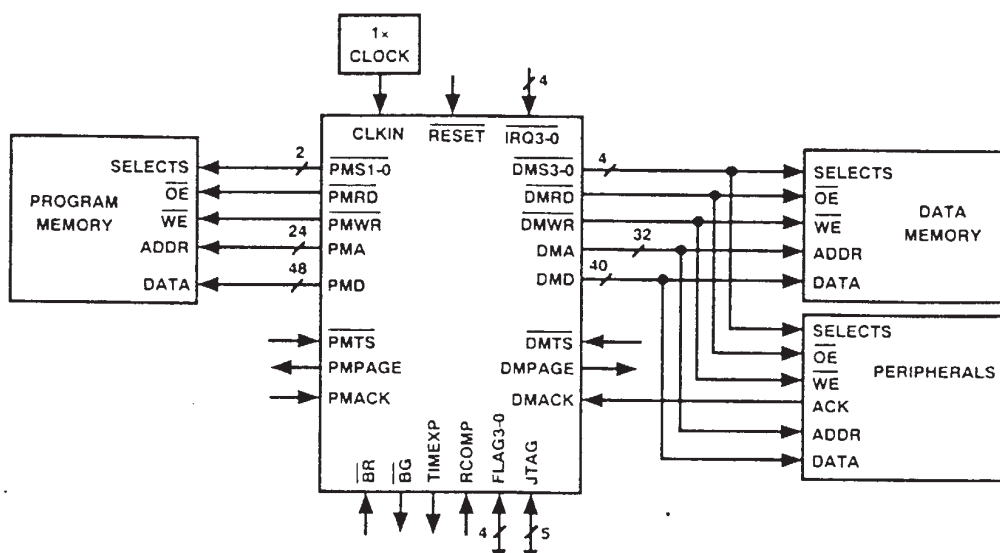 1×
CLOCK
4
CLKIN
RESET
IRQ3-0
PROGRAM
MEMORY
SELECTS
OE
WE
ADDR
DATA
2
24
48
PMS1-0
PMRD
PMWR
PMA
PMD
PMTS
PMPAGE
PMACK
DMS3-0
DMRD
DMWR
DMA
DMD
DMTS
DMPAGE
DMACK
4
32
40
SELECTS
OE
WE
ADDR
DATA
DATA
MEMORY
SELECTS
OE
WE
ACK
ADDR
DATA
PERIPHERALS
BR
BG
TIMEXP
RCOMP
FLAG3-0
JTAG
4
5